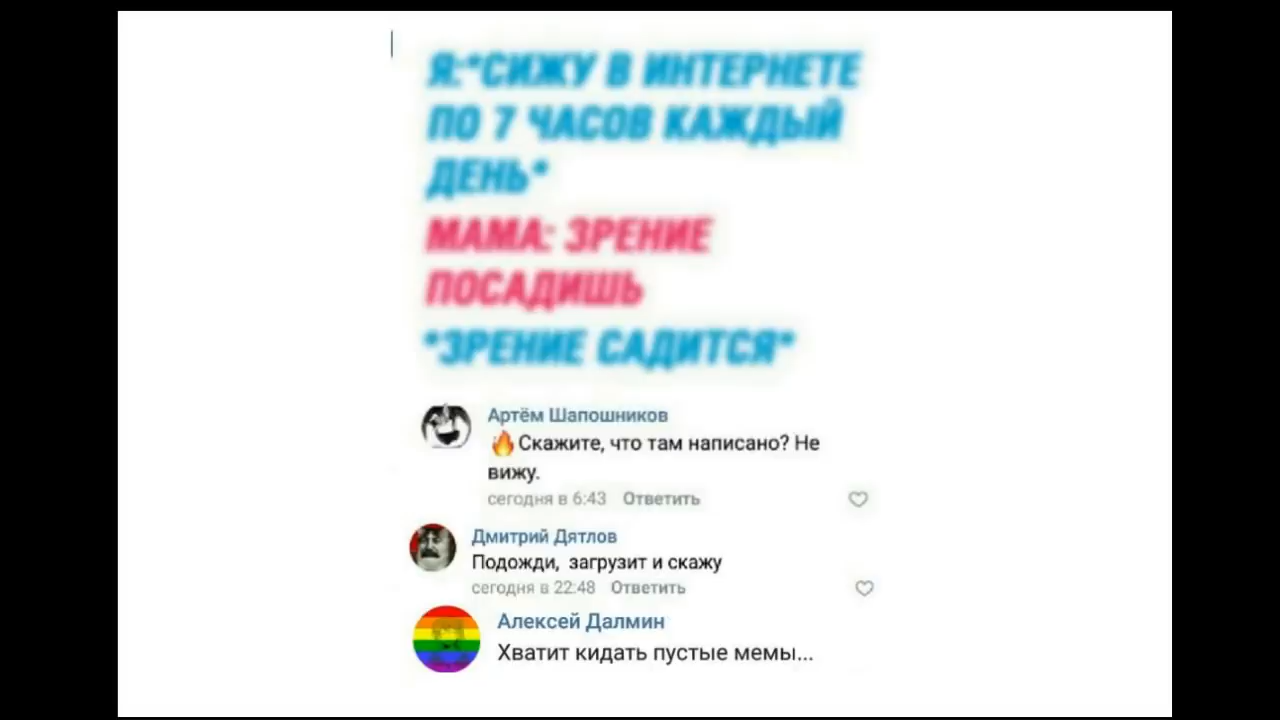 Я:*СИЖУ В ИНТЕРНЕТЕ
ПО 7 ЧАСОВ КАЖДЫЙ
ДЕНЬ*
МАМА: ЗРЕНИЕ
ПОСАДИШЬ
*ЗРЕНИЕ САДИТСЯ*
Артём Шапошников
🔥Скажите, что там написано? Не
вижу.
сегодня в 6:43 Ответить
Дмитрий Дятлов
Подожди, загрузит и скажу
сегодня в 22:48 Ответить
Алексей Далмин
Хватит кидать пустые мемы...